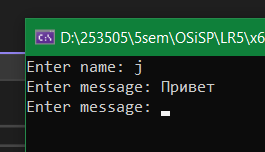 D:\253505\5sem\OSiSP\LR5\x6
Enter name: j
Enter message: Привет
Enter message: